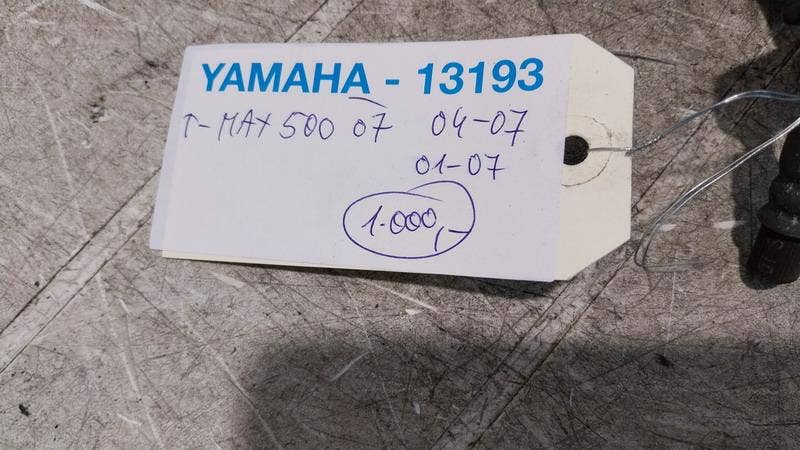 YAMAHA - 13193
T-MAX 500 07 04-07
01-07
1.000,-